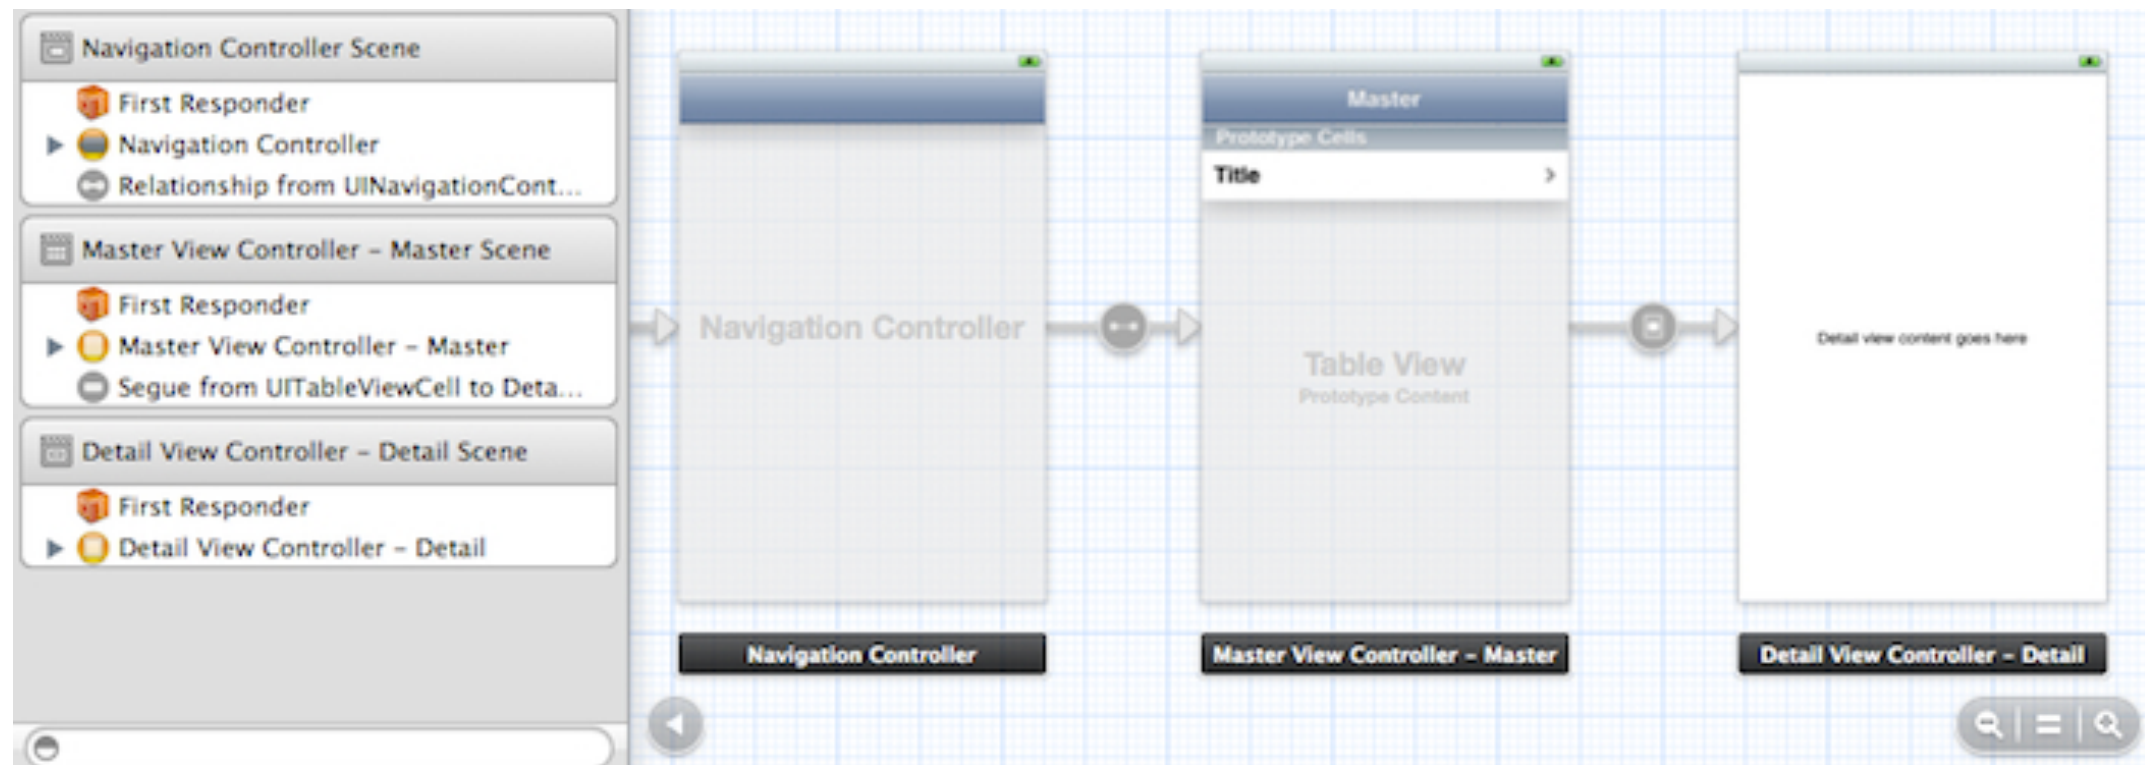 Navigation Controller Scene
First Responder
Navigation Controller
Relationship from UINavigationCont...
Master View Controller – Master Scene
First Responder
Master View Controller – Master
Segue from UITableViewCell to Deta...
Detail View Controller – Detail Scene
First Responder
Detail View Controller – Detail
Navigation Controller
Navigation Controller
Master
Prototype Cells
Title
Table View
Prototype Content
Master View Controller – Master
Detail view content goes here
Detail View Controller – Detail